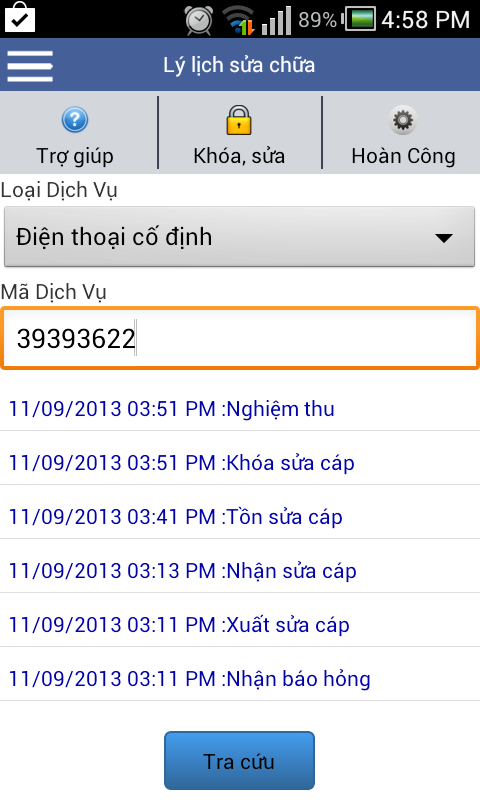 89% 4:58 PM
Lý lịch sửa chữa
Trợ giúp Khóa, sửa Hoàn Công
Loại Dịch Vụ
Điện thoại cố định
Mã Dịch Vụ
39393622
11/09/2013 03:51 PM :Nghiệm thu
11/09/2013 03:51 PM :Khóa sửa cáp
11/09/2013 03:41 PM :Tồn sửa cáp
11/09/2013 03:13 PM :Nhận sửa cáp
11/09/2013 03:11 PM :Xuất sửa cáp
11/09/2013 03:11 PM :Nhận báo hỏng
Tra cứu